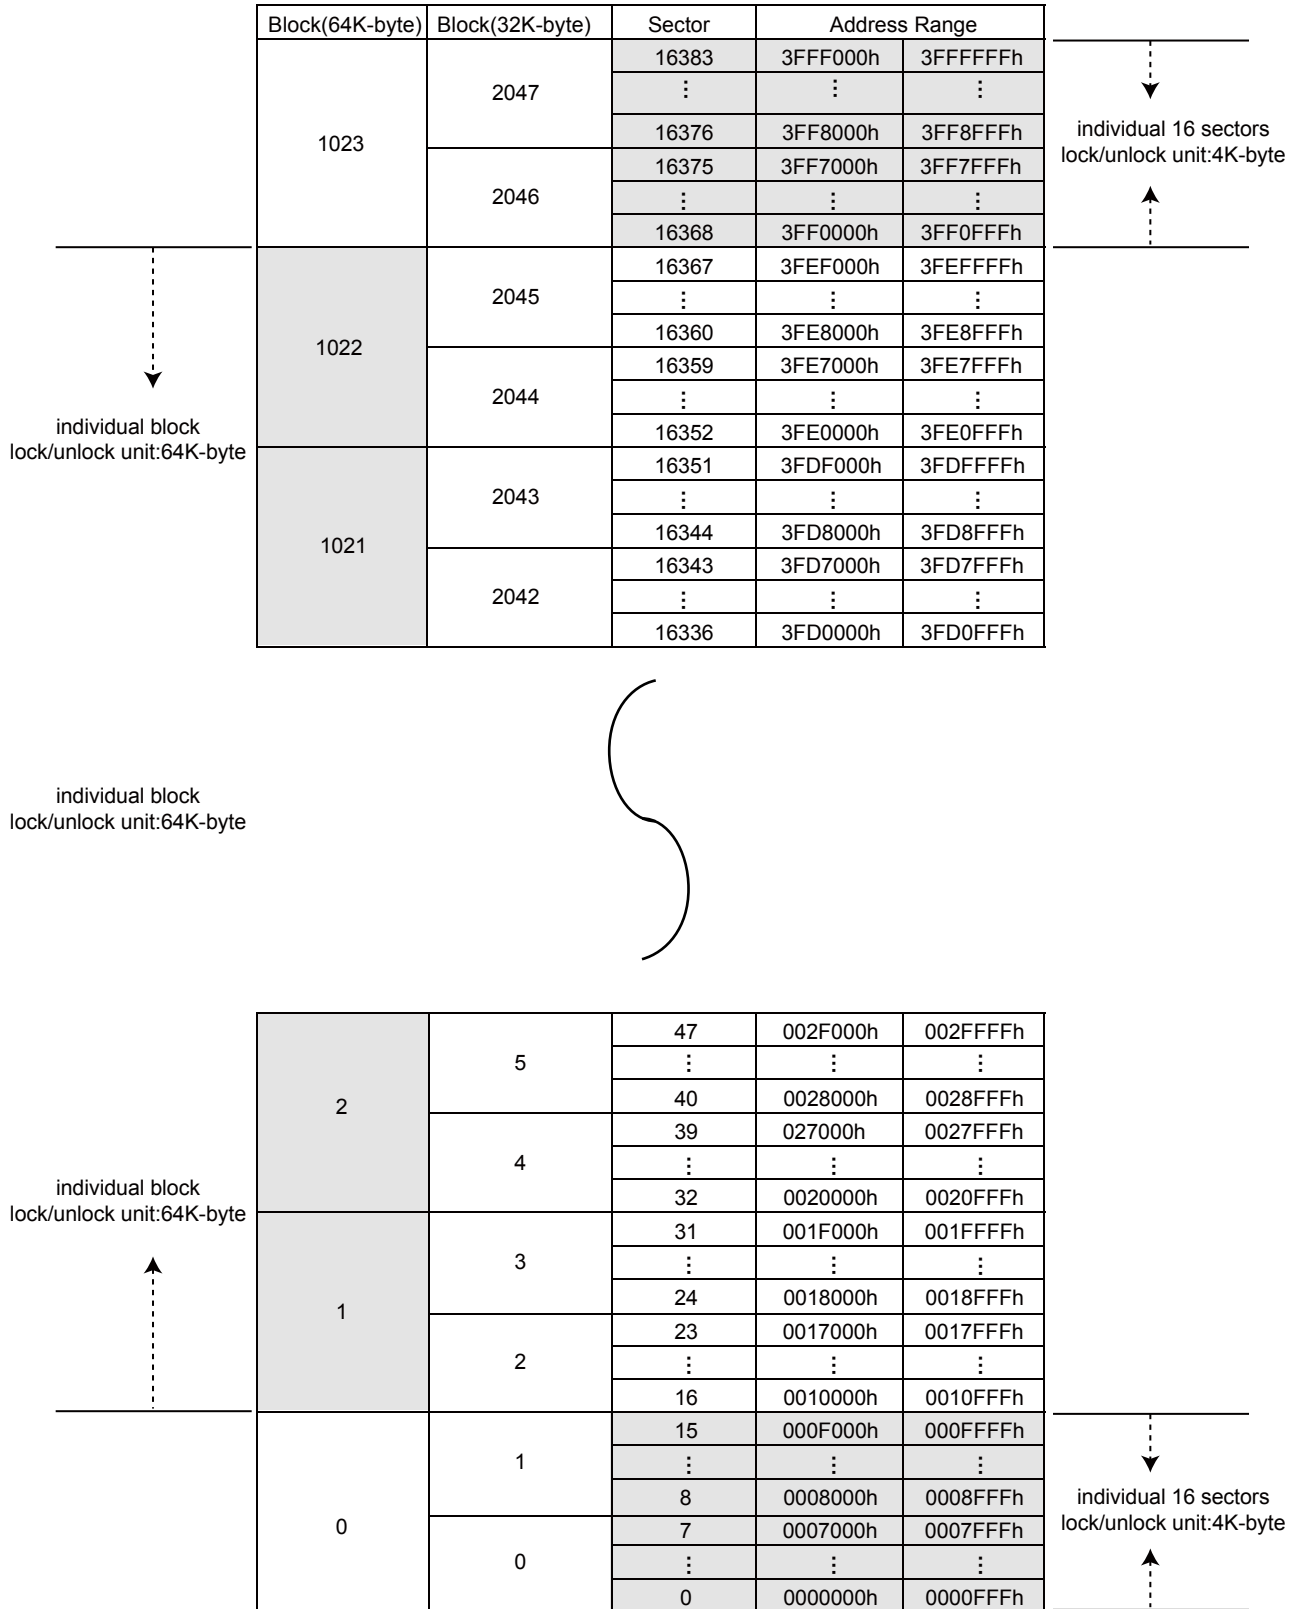 Block(64K-byte) Block(32K-byte) Sector Address Range
16383 3FFF000h 3FFFFFFh
2047 ⋮ ⋮ ⋮
individual 16 sectors
lock/unlock unit:4K-byte
16376 3FF8000h 3FF8FFFh
1023
16375 3FF7000h 3FF7FFFh
2046 ⋮ ⋮ ⋮
16368 3FF0000h 3FF0FFFh
16367 3FEF000h 3FEFFFFh
2045 ⋮ ⋮ ⋮
16360 3FE8000h 3FE8FFFh
1022
16359 3FE7000h 3FE7FFFh
2044 ⋮ ⋮ ⋮
individual block
lock/unlock unit:64K-byte
16352 3FE0000h 3FE0FFFh
16351 3FDF000h 3FDFFFFh
2043 ⋮ ⋮ ⋮
16344 3FD8000h 3FD8FFFh
1021
16343 3FD7000h 3FD7FFFh
2042 ⋮ ⋮ ⋮
16336 3FD0000h 3FD0FFFh
individual block
lock/unlock unit:64K-byte
47 002F000h 002FFFFh
5 ⋮ ⋮ ⋮
40 0028000h 0028FFFh
2
39 027000h 0027FFFh
4 ⋮ ⋮ ⋮
individual block
lock/unlock unit:64K-byte
32 0020000h 0020FFFh
31 001F000h 001FFFFh
3 ⋮ ⋮ ⋮
24 0018000h 0018FFFh
1
23 0017000h 0017FFFh
2 ⋮ ⋮ ⋮
16 0010000h 0010FFFh
15 000F000h 000FFFFh
1 ⋮ ⋮ ⋮
8 0008000h 0008FFFh
individual 16 sectors
lock/unlock unit:4K-byte
0
7 0007000h 0007FFFh
0 ⋮ ⋮ ⋮
0 0000000h 0000FFFh